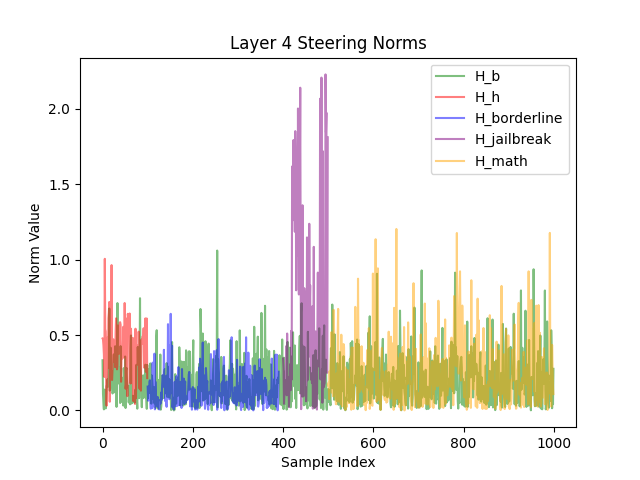 Layer 4 Steering Norms
H_b
H_h
H_borderline
H_jailbreak
H_math
Norm Value
2.0
1.5
1.0
0.5
0.0
0
200
400
600
800
1000
Sample Index